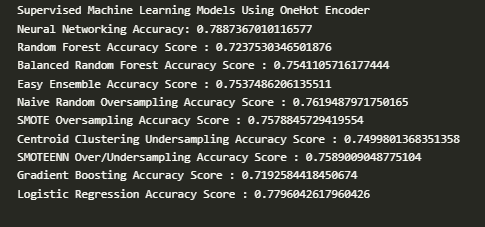 Supervised Machine Learning Models Using OneHot Encoder
Neural Networking Accuracy: 0.7887367010116577
Random Forest Accuracy Score : 0.7237530346501876
Balanced Random Forest Accuracy Score : 0.7541105716177444
Easy Ensemble Accuracy Score : 0.7537486206135511
Naive Random Oversampling Accuracy Score : 0.7619487971750165
SMOTE Oversampling Accuracy Score : 0.7578845729419554
Centroid Clustering Undersampling Accuracy Score : 0.7499801368351358
SMOTEENN Over/Undersampling Accuracy Score : 0.7589009048775104
Gradient Boosting Accuracy Score : 0.7192584418450674
Logistic Regression Accuracy Score : 0.7796042617960426